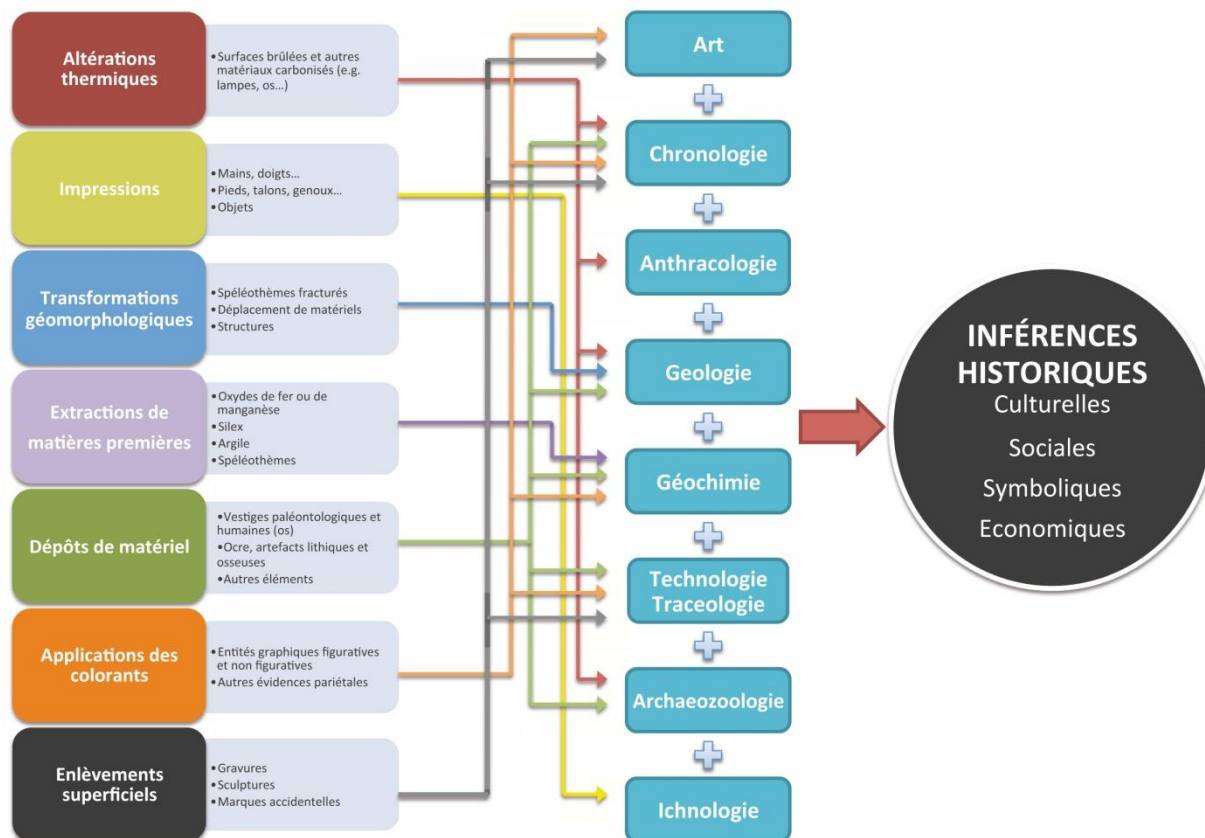 Altérations
thermiques
•Surfaces brûlées et autres
matériaux carbonisés (e.g.
lampes, os…)
Impressions
•Mains, doigts…
•Pieds, talons, genoux…
•Objets
Transformations
géomorphologiques
•Spéléothèmes fracturés
•Déplacement de matériels
•Structures
Extractions de
matières premières
•Oxydes de fer ou de
manganèse
•Silex
•Argile
•Spéléothèmes
Dépôts de matériel
•Vestiges paléontologiques et
humaines (os)
•Ocre, artefacts lithiques et
osseuses
•Autres éléments
Applications des
colorants
•Entités graphiques figuratives
et non figuratives
•Autres évidences pariétales
Enlèvements
superficiels
•Gravures
•Sculptures
•Marques accidentelles
Art
Chronologie
Anthracologie
Geologie
Géochimie
Technologie
Traceologie
Archaeozoologie
Ichnologie
INFÉRENCES
HISTORIQUES
Culturelles
Sociales
Symboliques
Economiques